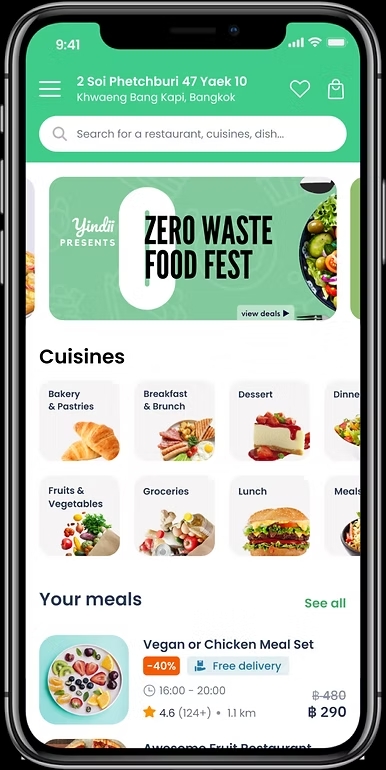 9:41
2 Soi Phetchburi 47 Yaek 10
Khwaeng Bang Kapi, Bangkok
Search for a restaurant, cuisines, dish...
Yindii
PRESENTS
ZERO WASTE
FOOD FEST
view deals ▶
Cuisines
Bakery
& Pastries
Breakfast
& Brunch
Dessert
Dinne
Fruits &
Vegetables
Groceries
Lunch
Meals
Your meals
See all
Vegan or Chicken Meal Set
-40%
Free delivery
16:00 - 20:00
฿ 480
4.6 (124+) • 1.1 km
฿ 290
Awesome Fruit Restaurant